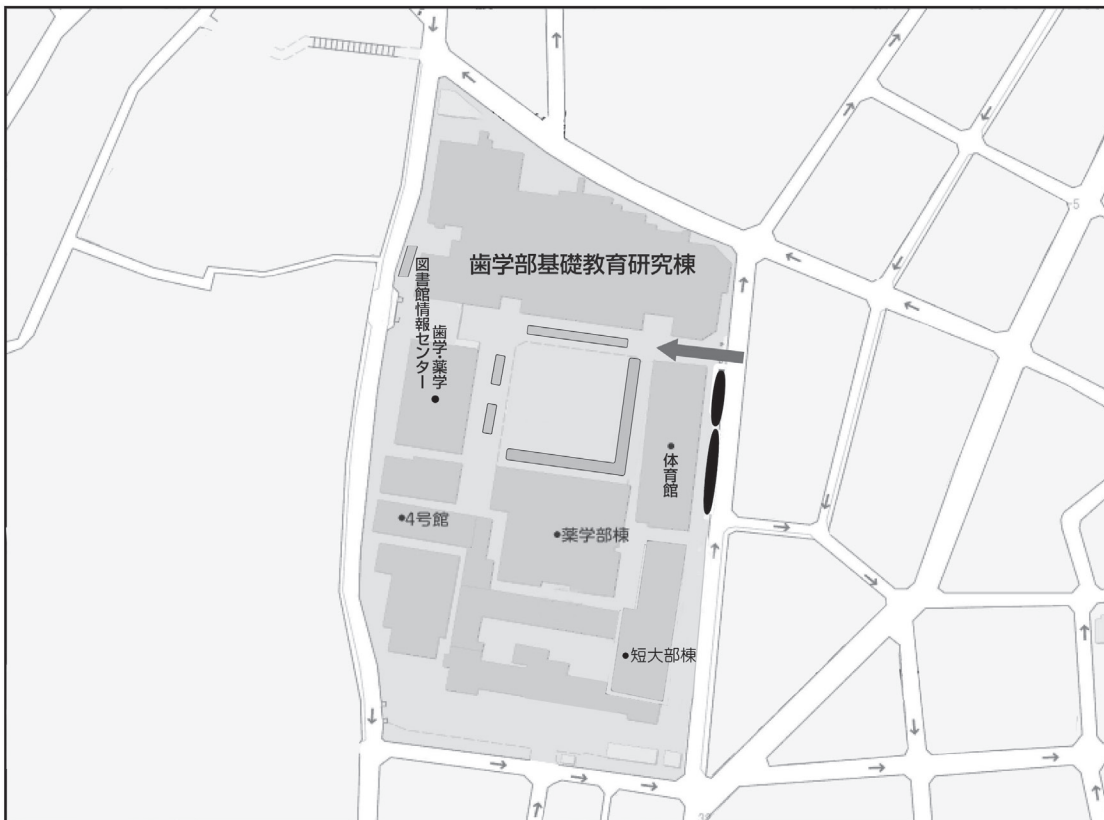 歯学部基礎教育研究棟
歯学・薬学
図書館情報センター
体育館
4号館
薬学部棟
短大部棟